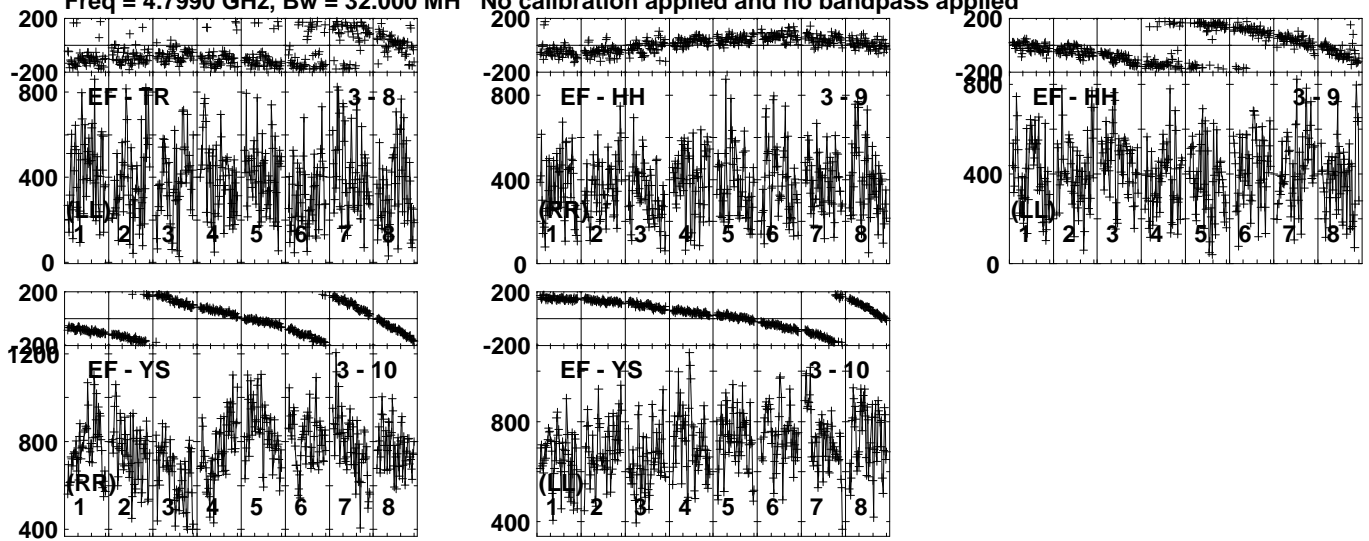 Freq = 4.7990 GHz, Bw = 32.000 MH No calibration applied and no bandpass applied
200
-200
800
400
0
EF - TR 3 - 8
(LL)
1 2 3 4 5 6 7 8
200
-200
800
400
0
EF - HH 3 - 9
(RR)
1 2 3 4 5 6 7 8
200
-200
800
400
0
EF - HH 3 - 9
(LL)
1 2 3 4 5 6 7 8
200
-200
1200
800
400
EF - YS 3 - 10
(RR)
1 2 3 4 5 6 7 8
200
-200
800
400
EF - YS 3 - 10
(LL)
1 2 3 4 5 6 7 8